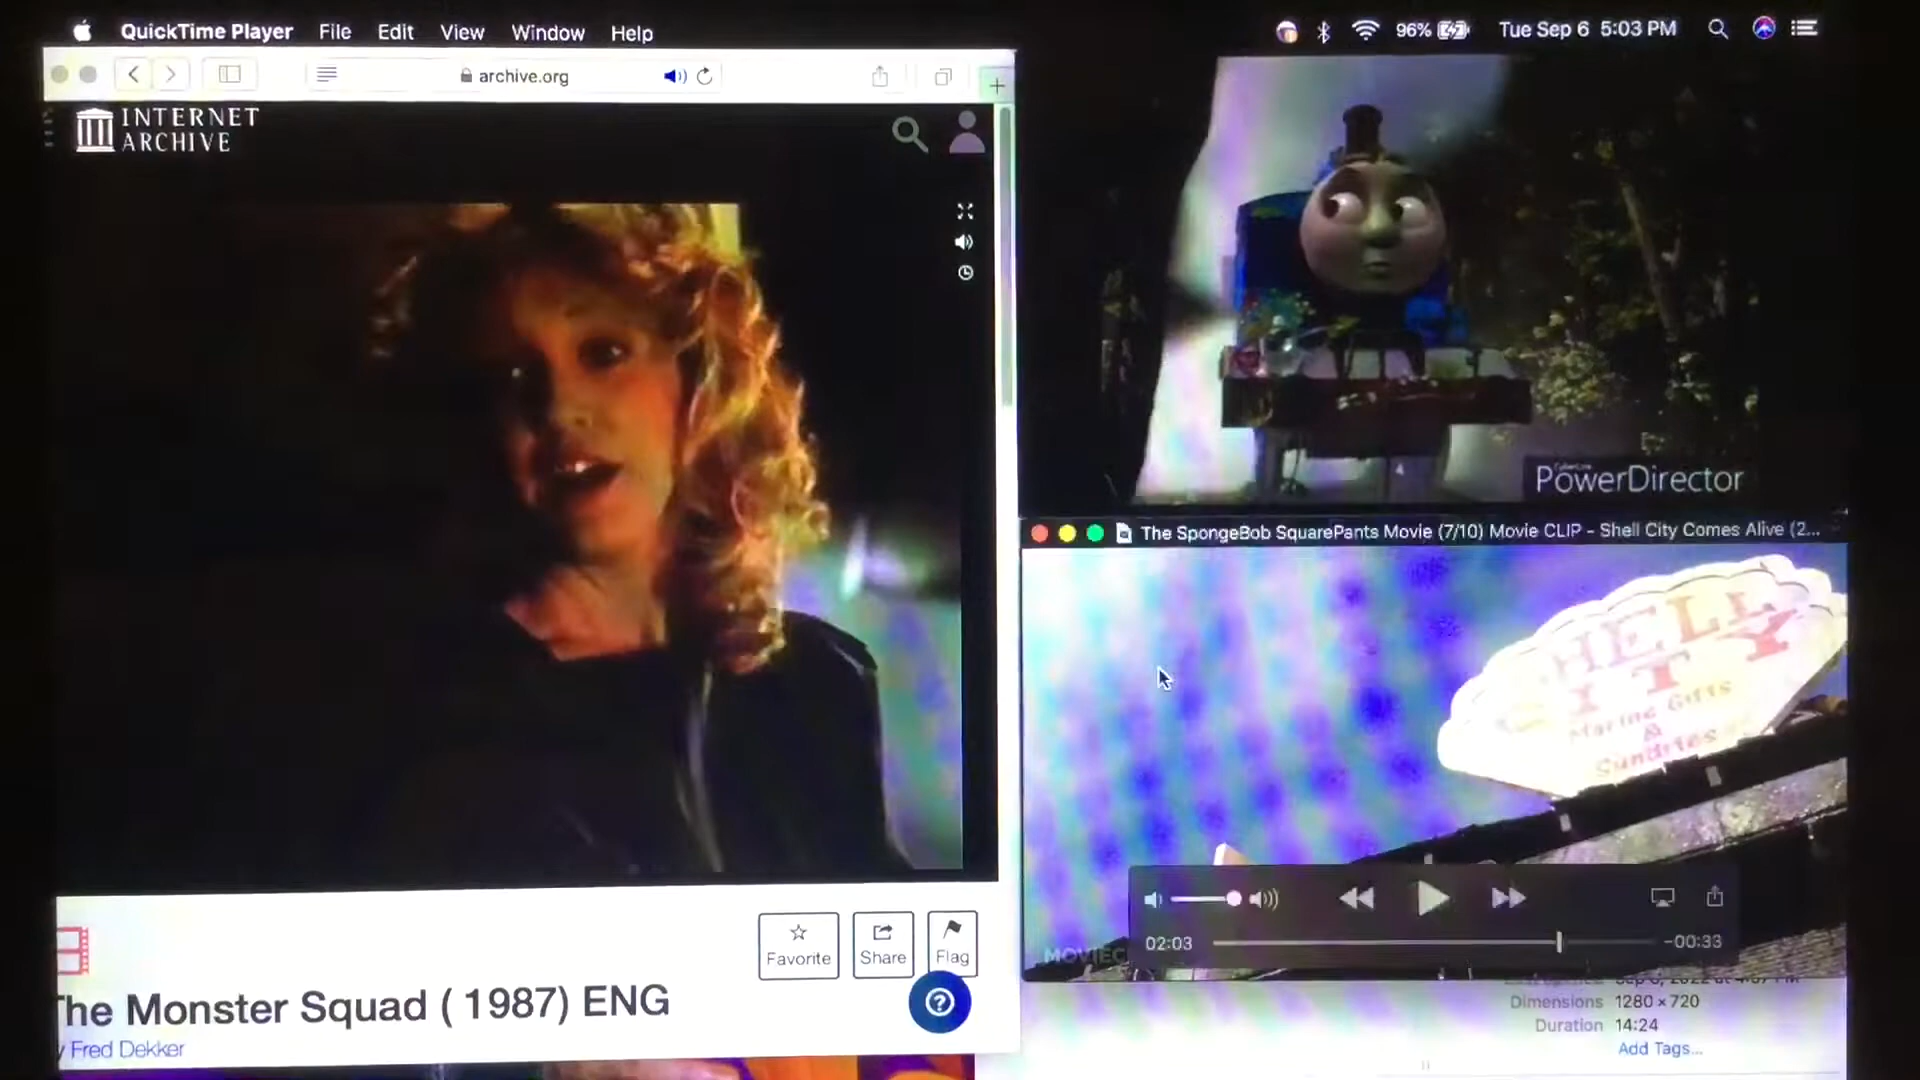 QuickTime Player File Edit View Window Help
96% Tue Sep 6 5:03 PM
archive.org
INTERNET
ARCHIVE
PowerDirector
The SpongeBob SquarePants Movie (7/10) Movie CLIP - Shell City Comes Alive (2...
SHELL
CITY
Marine Gifts
&
Sundries
02:03
-00:33
MOVIEC
Favorite
Share
Flag
The Monster Squad ( 1987) ENG
y Fred Dekker
Dimensions 1280 × 720
Duration 14:24
Add Tags...